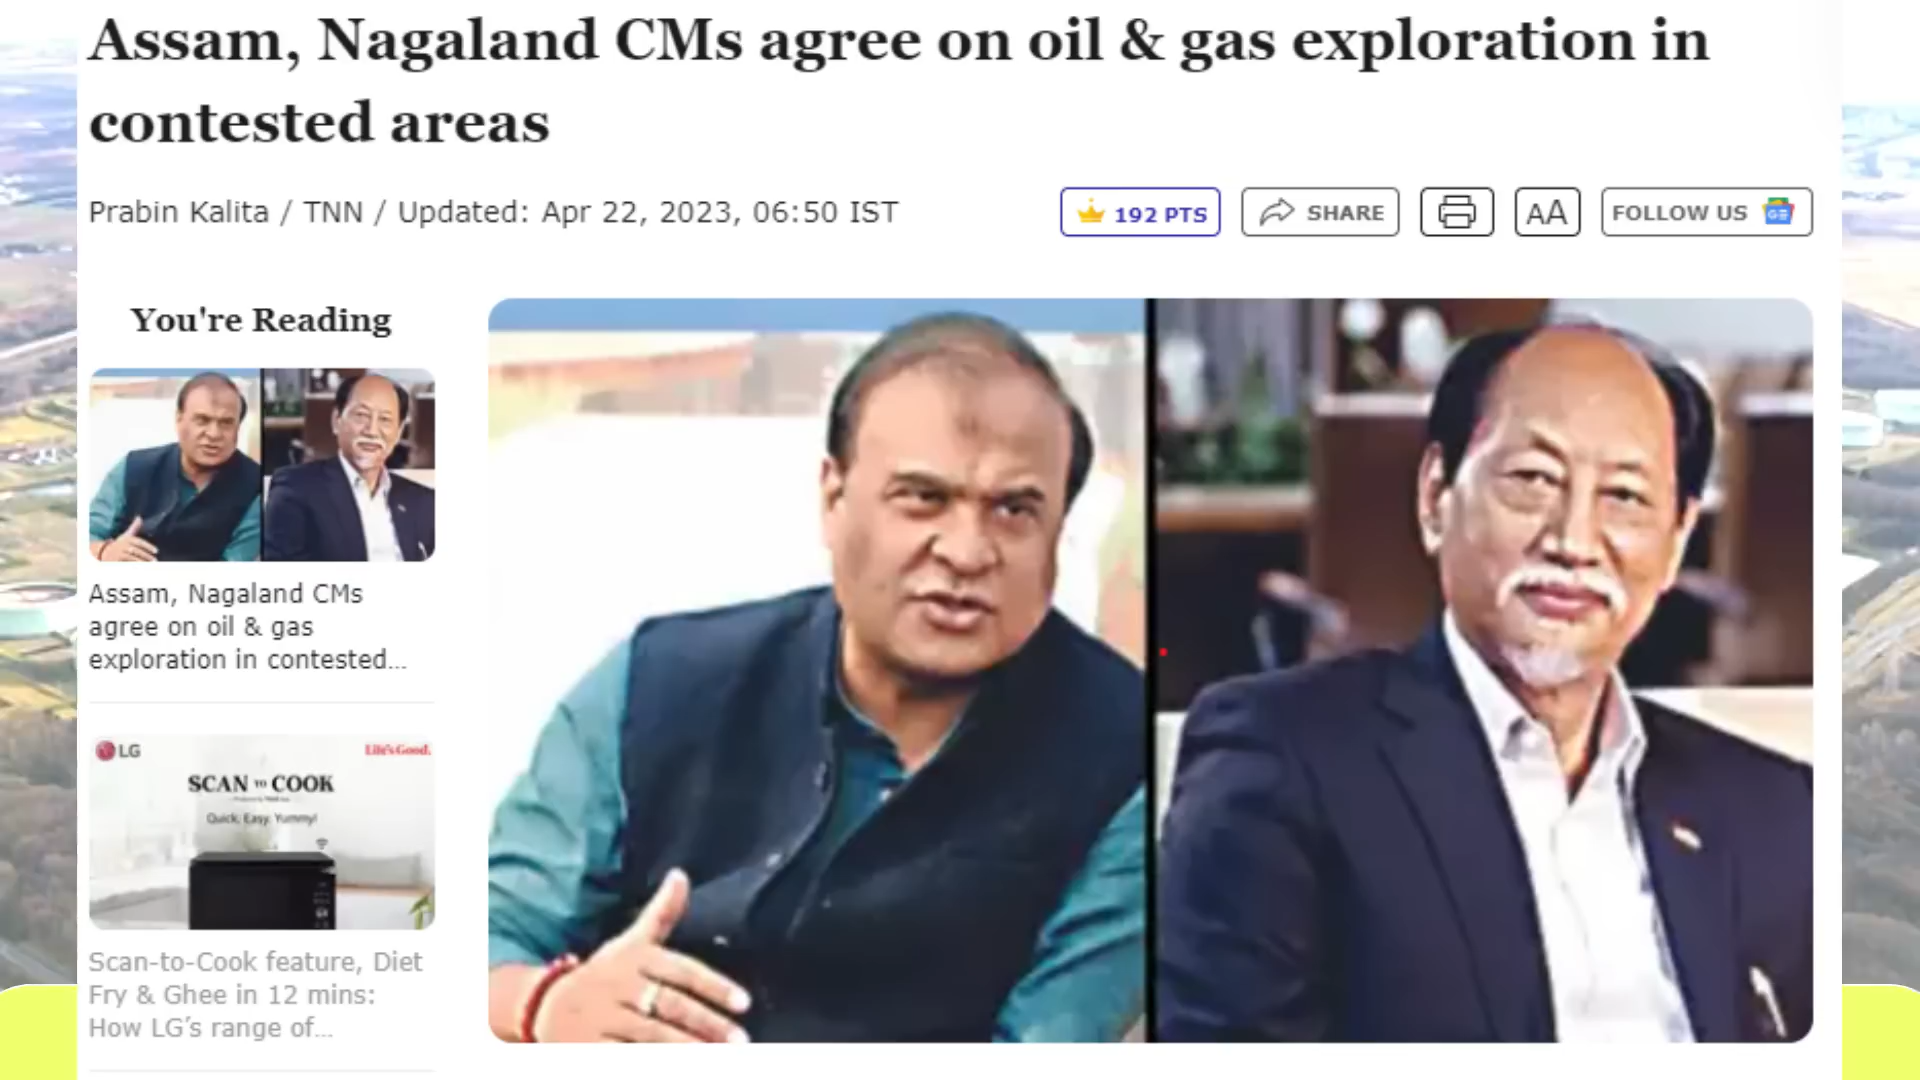 Assam, Nagaland CMs agree on oil & gas exploration in
contested areas
Prabin Kalita / TNN / Updated: Apr 22, 2023, 06:50 IST
192 PTS
SHARE
AA
FOLLOW US
GE
You're Reading
Assam, Nagaland CMs
agree on oil & gas
exploration in contested...
LG
Life's Good.
SCAN TO COOK
Quick. Easy. Yummy!
Scan-to-Cook feature, Diet
Fry & Ghee in 12 mins:
How LG's range of...